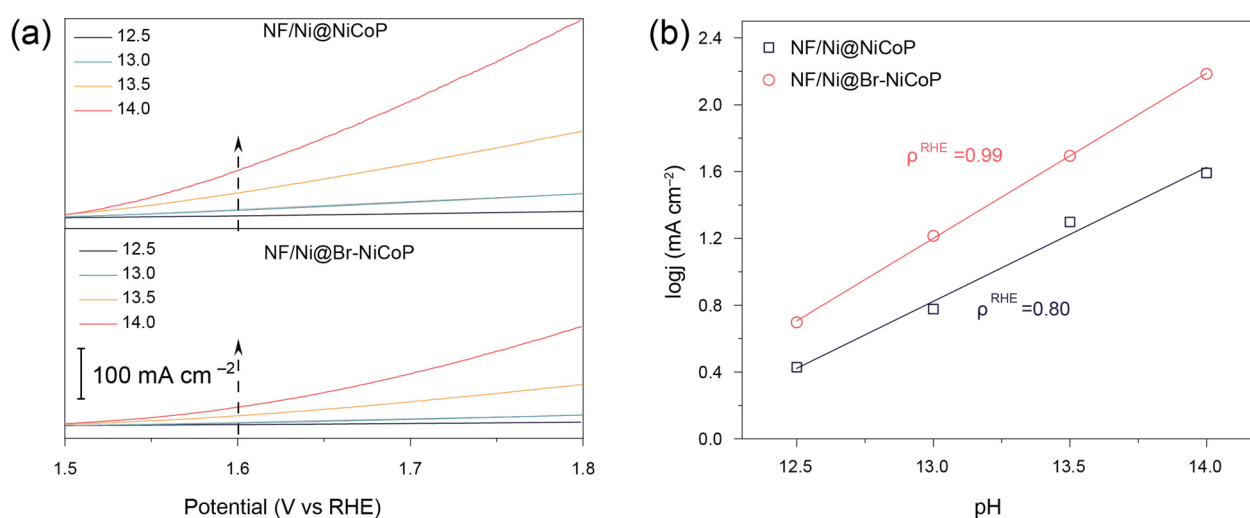 (a)
NF/Ni@NiCoP
12.5
13.0
13.5
14.0
NF/Ni@Br-NiCoP
12.5
13.0
13.5
14.0
100 mA cm⁻²
1.5 1.6 1.7 1.8
Potential (V vs RHE)
(b)
NF/Ni@NiCoP
NF/Ni@Br-NiCoP
ρ^RHE =0.99
ρ^RHE =0.80
logj (mA cm⁻²)
2.4
2.0
1.6
1.2
0.8
0.4
0.0
12.5 13.0 13.5 14.0
pH